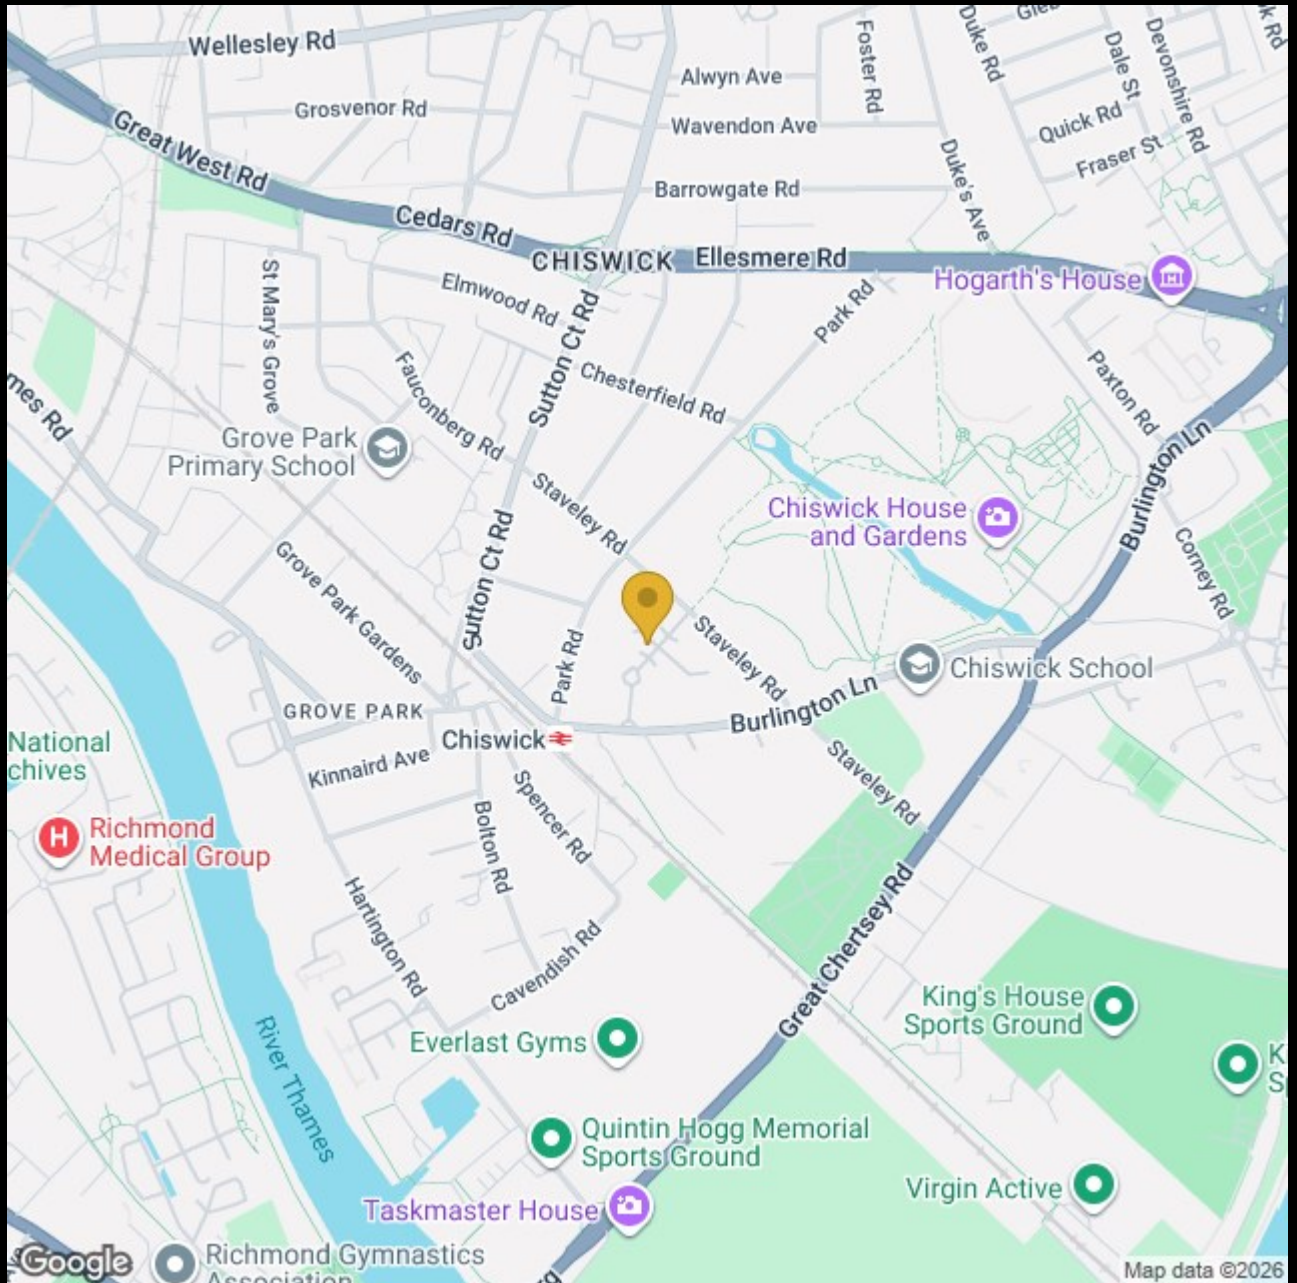 Wellesley Rd
Foster Rd
Duke Rd
Dale St
Devonshire Rd
Alwyn Ave
Grosvenor Rd
Wavendon Ave
Quick Rd
Fraser St
Great West Rd
Barrowgate Rd
Duke's Ave
Cedars Rd
CHISWICK
Ellesmere Rd
Hogarth's House
St Mary's Grove
Elmwood Rd
Sutton Ct Rd
Park Rd
Fauconberg Rd
Chesterfield Rd
Paxton Rd
Grove Park
Primary School
Burlington Ln
Staveley Rd
Chiswick House
and Gardens
Sutton Ct Rd
Grove Park Gardens
Corney Rd
Park Rd
Staveley Rd
Chiswick School
GROVE PARK
Burlington Ln
Chiswick
National
Kinnaird Ave
Staveley Rd
Spencer Rd
Bolton Rd
H
Richmond
Medical Group
Hartington Rd
Great Chertsey Rd
Cavendish Rd
King's House
Sports Ground
Everlast Gyms
River Thames
Quintin Hogg Memorial
Sports Ground
Virgin Active
Taskmaster House
Google
Richmond Gymnastics
Association
Map data ©2026